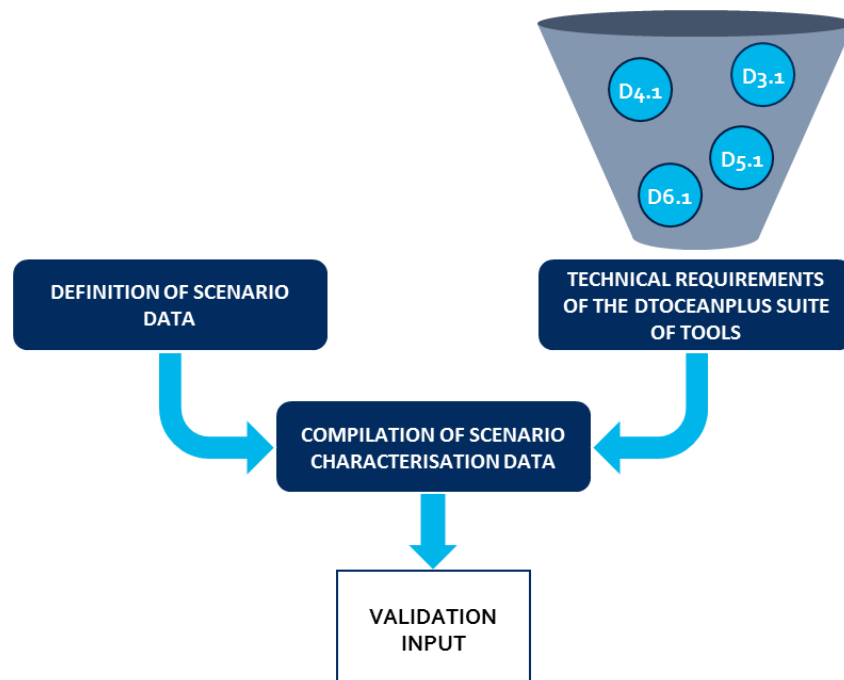 D4.1
D3.1
D5.1
D6.1
DEFINITION OF SCENARIO
DATA
TECHNICAL REQUIREMENTS
OF THE DTOCEANPLUS SUITE
OF TOOLS
COMPILATION OF SCENARIO
CHARACTERISATION DATA
VALIDATION
INPUT